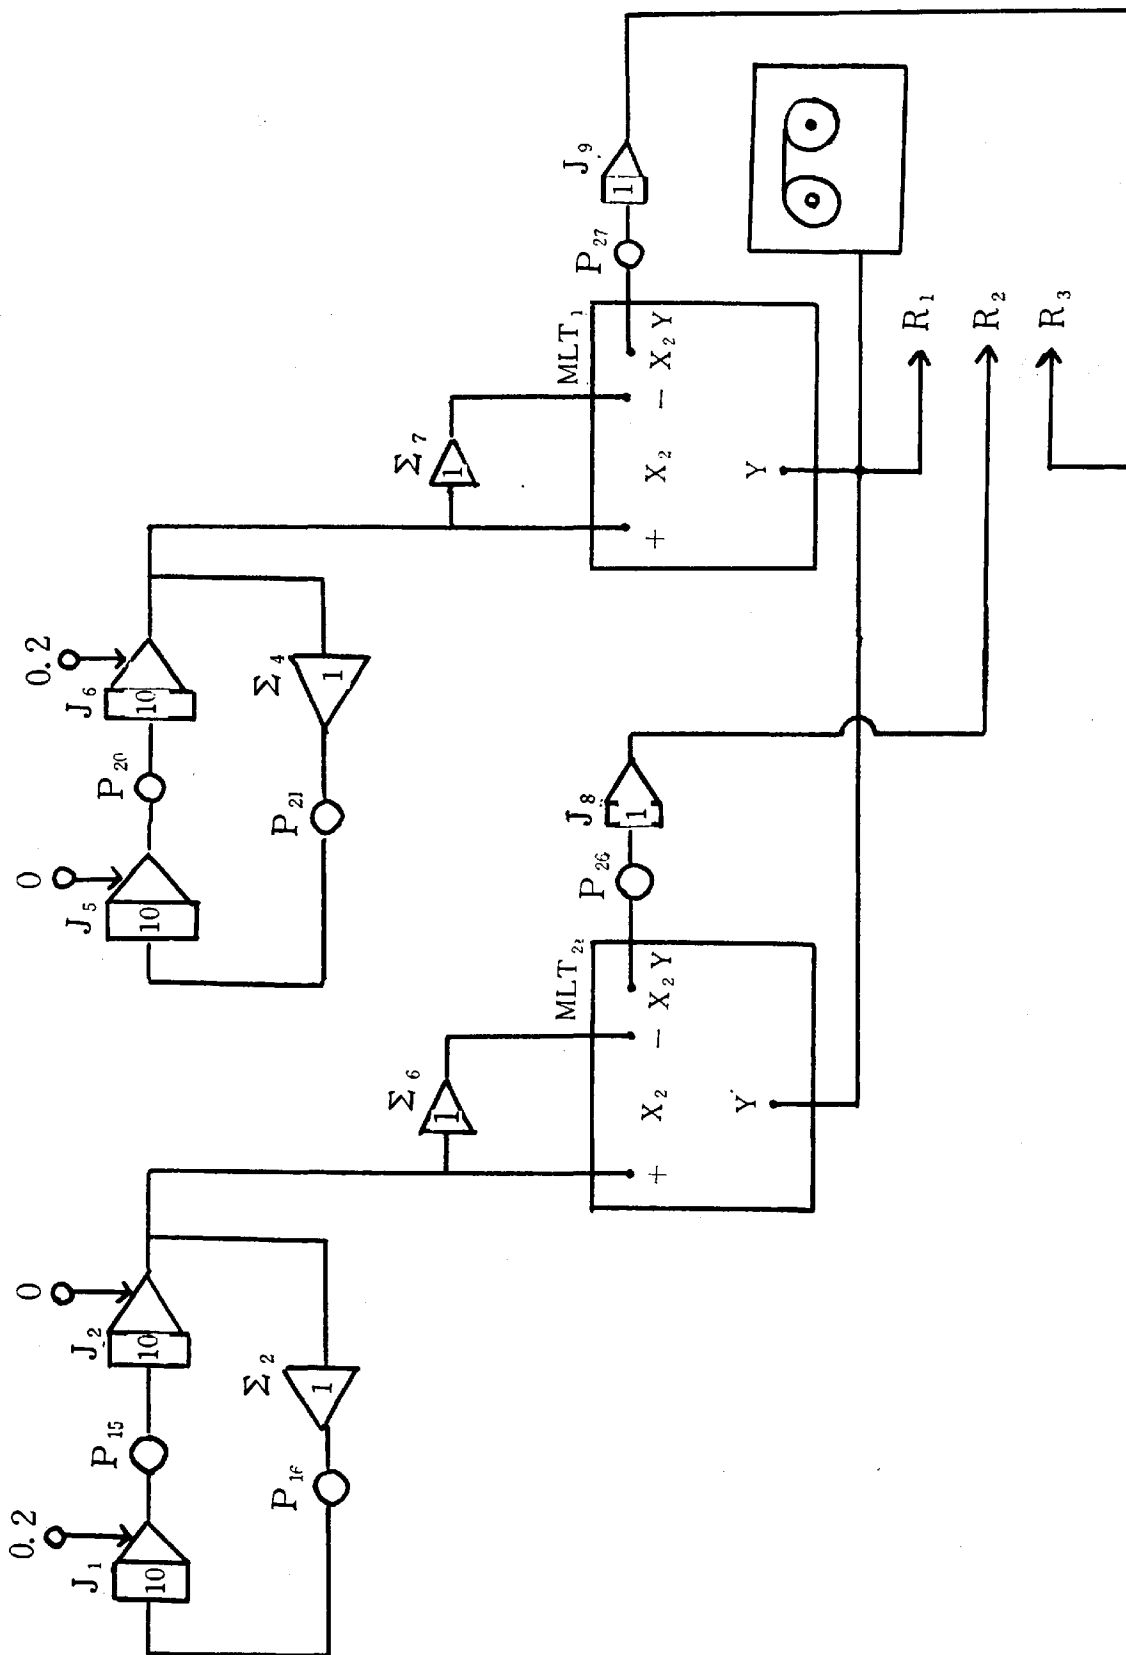 0.2
J₁
10
P₁₅
0
J₂
10
Σ₂
1
P₁₆
0
J₅
10
P₂₀
0.2
J₆
10
Σ₄
1
P₂₁
Σ₆
1
Σ₇
1
MLT₂
+
X₂
−
X₂Y
Y
P₂₆
J₈
1
MLT₁
+
X₂
−
X₂Y
Y
P₂₇
J₉
1
R₁
R₂
R₃